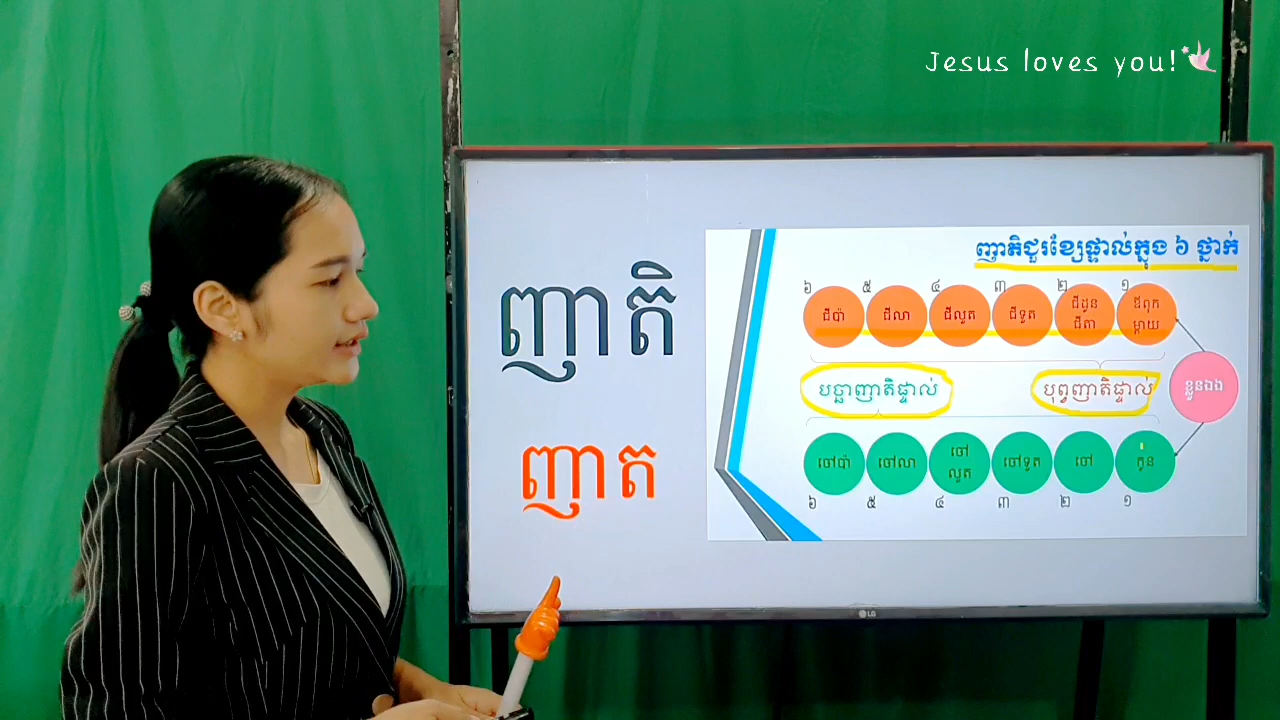 Jesus loves you!
ញាតិ
ញាត
ញាតិជួរខ្សែផ្ទាល់ក្នុង ៦ ថ្នាក់
៦ ៥ ៤ ៣ ២ ១
ជីប៉ា ជីលា ជីលួត ជីទួត ជីដូន ជីតា ឪពុក ម្តាយ
បច្ឆាញាតិផ្ទាល់ បុព្វញាតិផ្ទាល់ ខ្លួនឯង
ចៅប៉ា ចៅលា ចៅលួត ចៅទួត ចៅ កូន
៦ ៥ ៤ ៣ ២ ១
LG